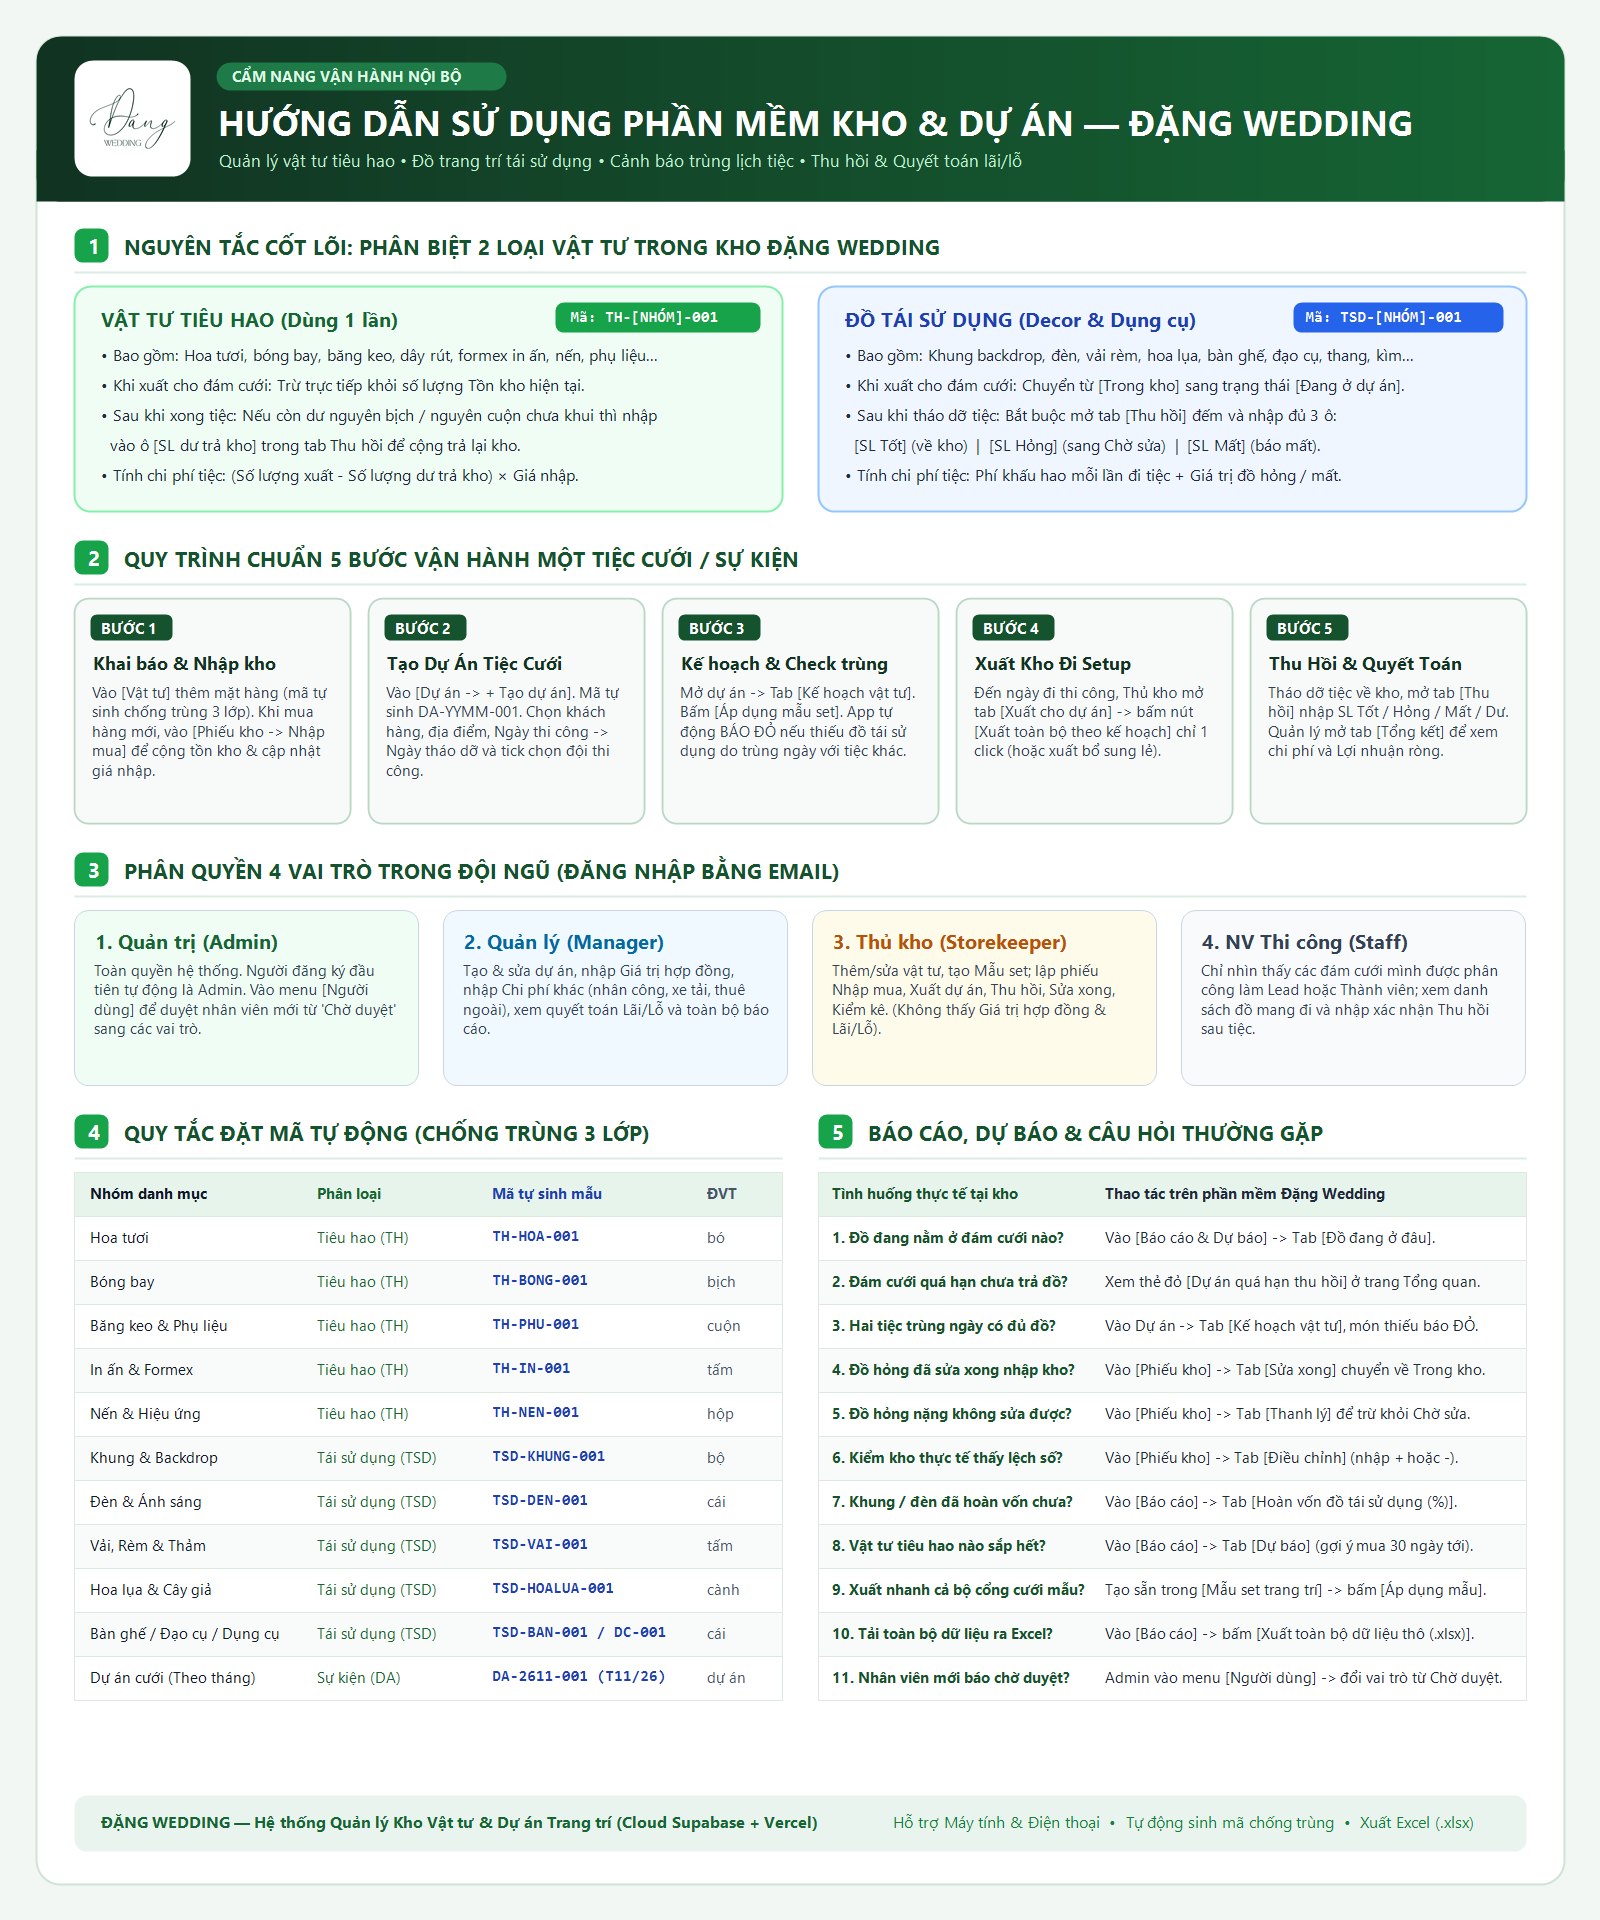 Dáng
WEDDING
CẨM NANG VẬN HÀNH NỘI BỘ
HƯỚNG DẪN SỬ DỤNG PHẦN MỀM KHO & DỰ ÁN — ĐẶNG WEDDING
Quản lý vật tư tiêu hao • Đồ trang trí tái sử dụng • Cảnh báo trùng lịch tiệc • Thu hồi & Quyết toán lãi/lỗ
1 NGUYÊN TẮC CỐT LÕI: PHÂN BIỆT 2 LOẠI VẬT TƯ TRONG KHO ĐẶNG WEDDING
VẬT TƯ TIÊU HAO (Dùng 1 lần) Mã: TH-[NHÓM]-001
• Bao gồm: Hoa tươi, bóng bay, băng keo, dây rút, formex in ấn, nến, phụ liệu...
• Khi xuất cho đám cưới: Trừ trực tiếp khỏi số lượng Tồn kho hiện tại.
• Sau khi xong tiệc: Nếu còn dư nguyên bịch / nguyên cuộn chưa khui thì nhập
vào ô [SL dư trả kho] trong tab Thu hồi để cộng trả lại kho.
• Tính chi phí tiệc: (Số lượng xuất - Số lượng dư trả kho) × Giá nhập.
ĐỒ TÁI SỬ DỤNG (Decor & Dụng cụ) Mã: TSD-[NHÓM]-001
• Bao gồm: Khung backdrop, đèn, vải rèm, hoa lụa, bàn ghế, đạo cụ, thang, kìm...
• Khi xuất cho đám cưới: Chuyển từ [Trong kho] sang trạng thái [Đang ở dự án].
• Sau khi tháo dỡ tiệc: Bắt buộc mở tab [Thu hồi] đếm và nhập đủ 3 ô:
[SL Tốt] (về kho) | [SL Hỏng] (sang Chờ sửa) | [SL Mất] (báo mất).
• Tính chi phí tiệc: Phí khấu hao mỗi lần đi tiệc + Giá trị đồ hỏng / mất.
2 QUY TRÌNH CHUẨN 5 BƯỚC VẬN HÀNH MỘT TIỆC CƯỚI / SỰ KIỆN
BƯỚC 1
Khai báo & Nhập kho
Vào [Vật tư] thêm mặt hàng (mã tự
sinh chống trùng 3 lớp). Khi mua
hàng mới, vào [Phiếu kho -> Nhập
mua] để cộng tồn kho & cập nhật
giá nhập.
BƯỚC 2
Tạo Dự Án Tiệc Cưới
Vào [Dự án -> + Tạo dự án]. Mã tự
sinh DA-YYMM-001. Chọn khách
hàng, địa điểm, Ngày thi công ->
Ngày tháo dỡ và tick chọn đội thi
công.
BƯỚC 3
Kế hoạch & Check trùng
Mở dự án -> Tab [Kế hoạch vật tư].
Bấm [Áp dụng mẫu set]. App tự
động BÁO ĐỎ nếu thiếu đồ tái sử
dụng do trùng ngày với tiệc khác.
BƯỚC 4
Xuất Kho Đi Setup
Đến ngày đi thi công, Thủ kho mở
tab [Xuất cho dự án] -> bấm nút
[Xuất toàn bộ theo kế hoạch] chỉ 1
click (hoặc xuất bổ sung lẻ).
BƯỚC 5
Thu Hồi & Quyết Toán
Tháo dỡ tiệc về kho, mở tab [Thu
hồi] nhập SL Tốt / Hỏng / Mất / Dư.
Quản lý mở tab [Tổng kết] để xem
chi phí và Lợi nhuận ròng.
3 PHÂN QUYỀN 4 VAI TRÒ TRONG ĐỘI NGŨ (ĐĂNG NHẬP BẰNG EMAIL)
1. Quản trị (Admin)
Toàn quyền hệ thống. Người đăng ký đầu
tiên tự động là Admin. Vào menu [Người
dùng] để duyệt nhân viên mới từ 'Chờ duyệt'
sang các vai trò.
2. Quản lý (Manager)
Tạo & sửa dự án, nhập Giá trị hợp đồng,
nhập Chi phí khác (nhân công, xe tải, thuê
ngoài), xem quyết toán Lãi/Lỗ và toàn bộ báo
cáo.
3. Thủ kho (Storekeeper)
Thêm/sửa vật tư, tạo Mẫu set; lập phiếu
Nhập mua, Xuất dự án, Thu hồi, Sửa xong,
Kiểm kê. (Không thấy Giá trị hợp đồng &
Lãi/Lỗ).
4. NV Thi công (Staff)
Chỉ nhìn thấy các đám cưới mình được phân
công làm Lead hoặc Thành viên; xem danh
sách đồ mang đi và nhập xác nhận Thu hồi
sau tiệc.
4 QUY TẮC ĐẶT MÃ TỰ ĐỘNG (CHỐNG TRÙNG 3 LỚP)
Nhóm danh mục Phân loại Mã tự sinh mẫu ĐVT
Hoa tươi Tiêu hao (TH) TH-HOA-001 bó
Bóng bay Tiêu hao (TH) TH-BONG-001 bịch
Băng keo & Phụ liệu Tiêu hao (TH) TH-PHU-001 cuộn
In ấn & Formex Tiêu hao (TH) TH-IN-001 tấm
Nến & Hiệu ứng Tiêu hao (TH) TH-NEN-001 hộp
Khung & Backdrop Tái sử dụng (TSD) TSD-KHUNG-001 bộ
Đèn & Ánh sáng Tái sử dụng (TSD) TSD-DEN-001 cái
Vải, Rèm & Thảm Tái sử dụng (TSD) TSD-VAI-001 tấm
Hoa lụa & Cây giả Tái sử dụng (TSD) TSD-HOALUA-001 cành
Bàn ghế / Đạo cụ / Dụng cụ Tái sử dụng (TSD) TSD-BAN-001 / DC-001 cái
Dự án cưới (Theo tháng) Sự kiện (DA) DA-2611-001 (T11/26) dự án
5 BÁO CÁO, DỰ BÁO & CÂU HỎI THƯỜNG GẶP
Tình huống thực tế tại kho Thao tác trên phần mềm Đặng Wedding
1. Đồ đang nằm ở đám cưới nào? Vào [Báo cáo & Dự báo] -> Tab [Đồ đang ở đâu].
2. Đám cưới quá hạn chưa trả đồ? Xem thẻ đỏ [Dự án quá hạn thu hồi] ở trang Tổng quan.
3. Hai tiệc trùng ngày có đủ đồ? Vào Dự án -> Tab [Kế hoạch vật tư], món thiếu báo ĐỎ.
4. Đồ hỏng đã sửa xong nhập kho? Vào [Phiếu kho] -> Tab [Sửa xong] chuyển về Trong kho.
5. Đồ hỏng nặng không sửa được? Vào [Phiếu kho] -> Tab [Thanh lý] để trừ khỏi Chờ sửa.
6. Kiểm kho thực tế thấy lệch số? Vào [Phiếu kho] -> Tab [Điều chỉnh] (nhập + hoặc -).
7. Khung / đèn đã hoàn vốn chưa? Vào [Báo cáo] -> Tab [Hoàn vốn đồ tái sử dụng (%)].
8. Vật tư tiêu hao nào sắp hết? Vào [Báo cáo] -> Tab [Dự báo] (gợi ý mua 30 ngày tới).
9. Xuất nhanh cả bộ cổng cưới mẫu? Tạo sẵn trong [Mẫu set trang trí] -> bấm [Áp dụng mẫu].
10. Tải toàn bộ dữ liệu ra Excel? Vào [Báo cáo] -> bấm [Xuất toàn bộ dữ liệu thô (.xlsx)].
11. Nhân viên mới báo chờ duyệt? Admin vào menu [Người dùng] -> đổi vai trò từ Chờ duyệt.
ĐẶNG WEDDING — Hệ thống Quản lý Kho Vật tư & Dự án Trang trí (Cloud Supabase + Vercel) Hỗ trợ Máy tính & Điện thoại • Tự động sinh mã chống trùng • Xuất Excel (.xlsx)